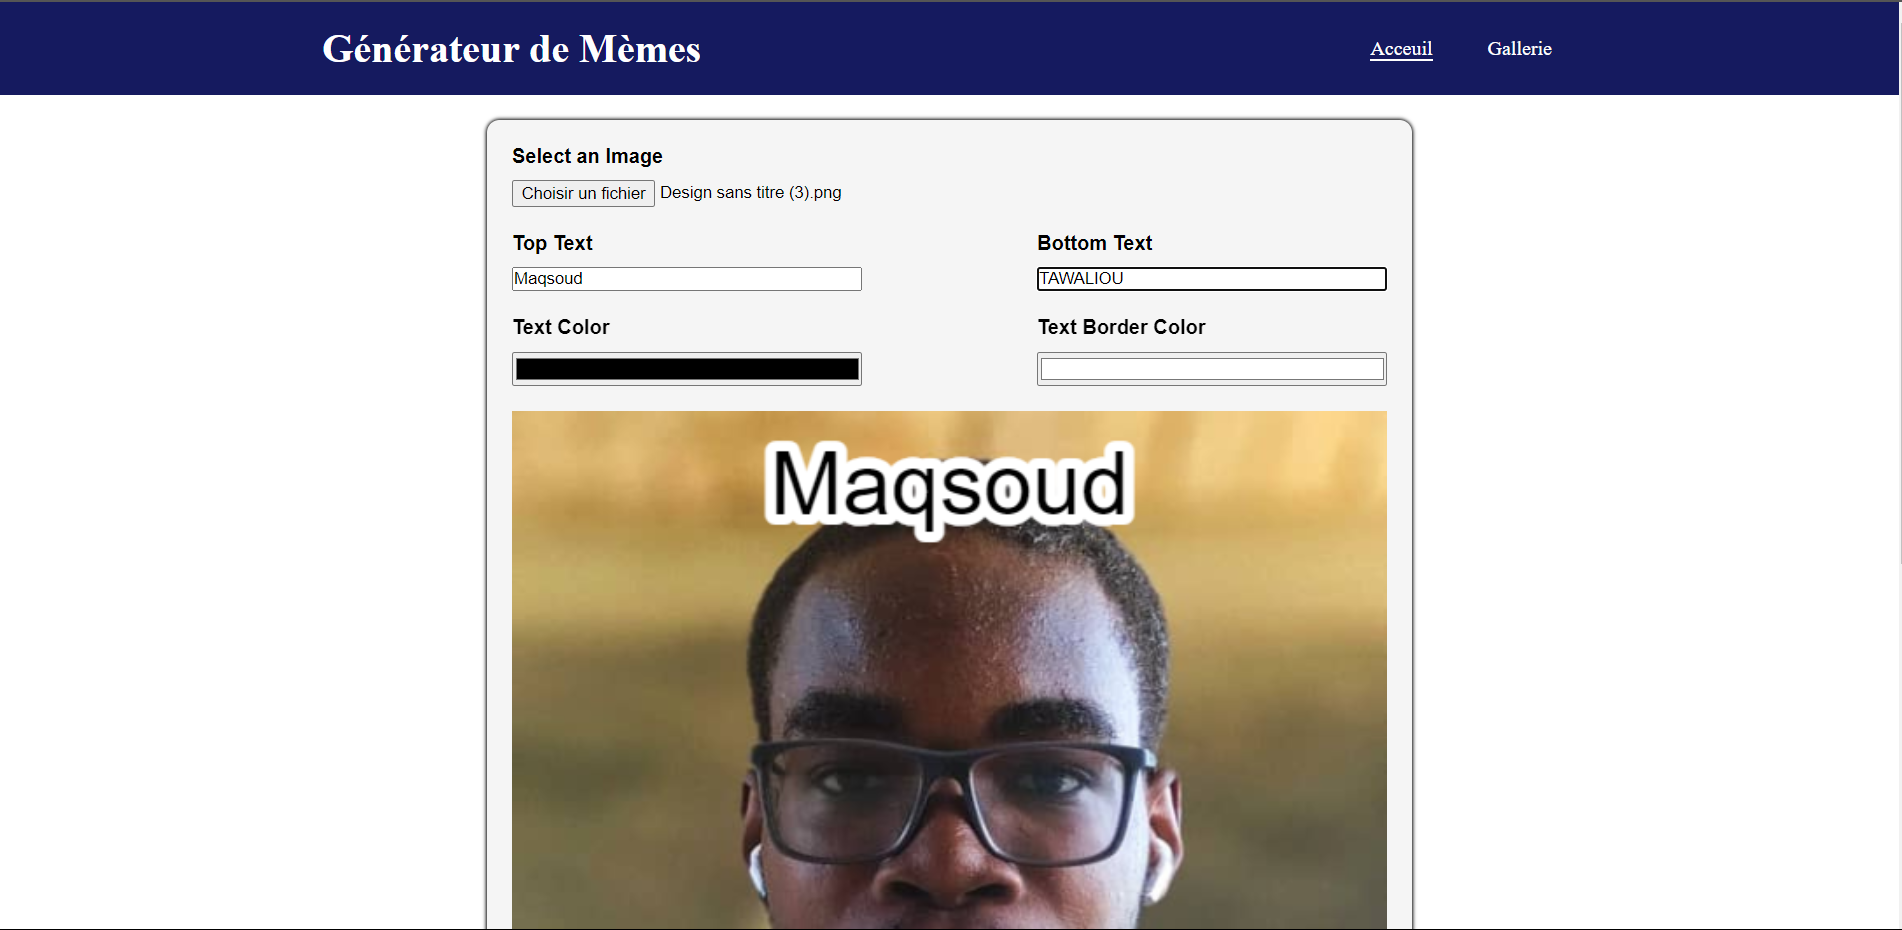 Générateur de Mèmes
Acceuil
Gallerie
Select an Image
Choisir un fichier Design sans titre (3).png
Top Text
Bottom Text
Maqsoud
TAWALIOU
Text Color
Text Border Color
Maqsoud